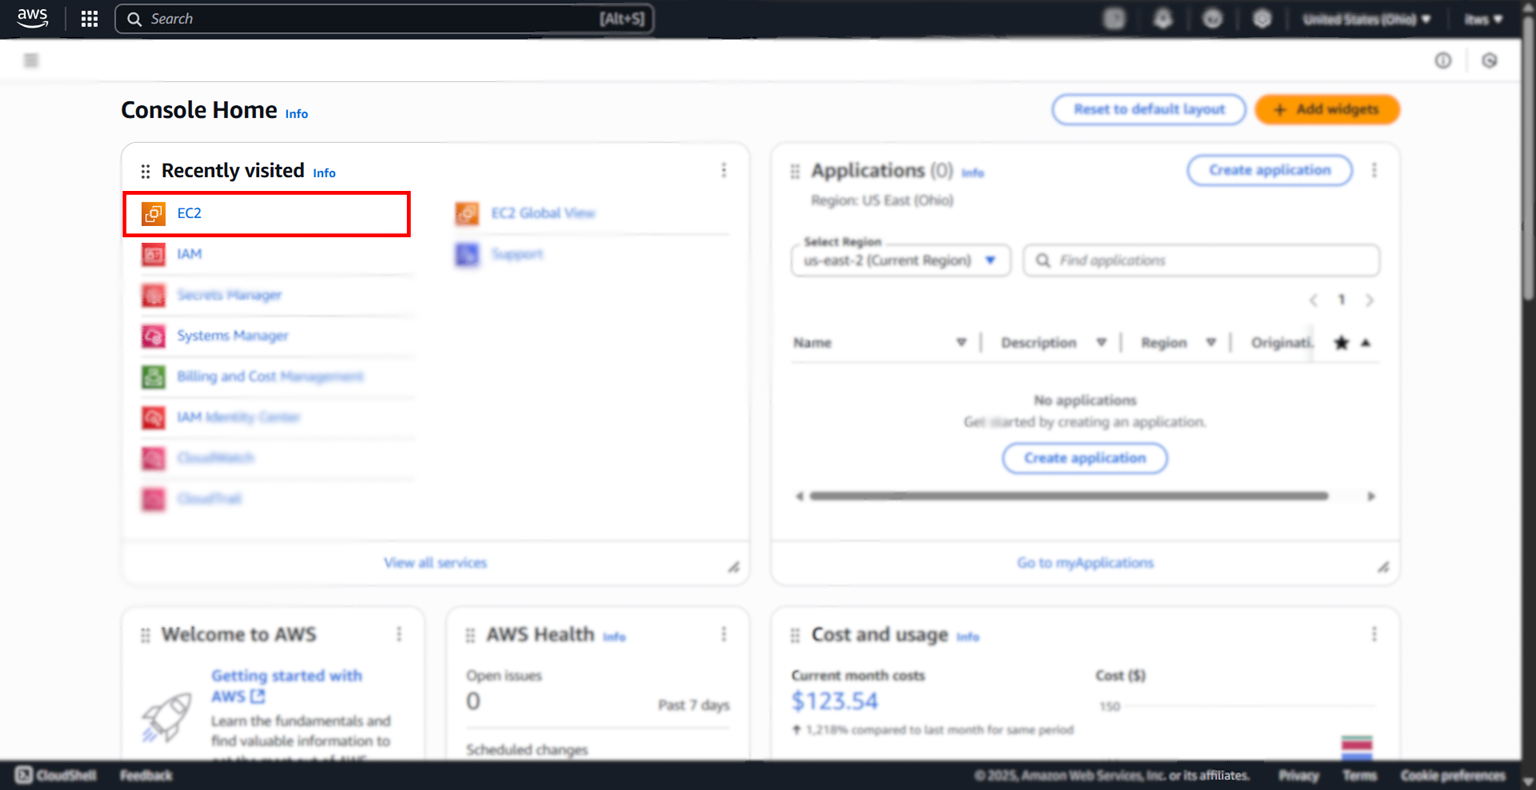 aws
Search [Alt+S]
United States (Ohio)
itws
Console Home Info
Reset to default layout
+ Add widgets
Recently visited Info
EC2
IAM
Secrets Manager
Systems Manager
Billing and Cost Management
IAM Identity Center
CloudWatch
CloudTrail
EC2 Global View
Support
View all services
Applications (0) Info
Create application
Region: US East (Ohio)
Select Region
us-east-2 (Current Region)
Find applications
1
Name Description Region Originati.
No applications
Get started by creating an application.
Create application
Go to myApplications
Welcome to AWS
Getting started with
AWS
Learn the fundamentals and
find valuable information to
get the most out of AWS
AWS Health Info
Open issues
0 Past 7 days
Scheduled changes
Cost and usage Info
Current month costs
$123.54
1,218% compared to last month for same period
Cost ($)
150
CloudShell Feedback
© 2025, Amazon Web Services, Inc. or its affiliates. Privacy Terms Cookie preferences